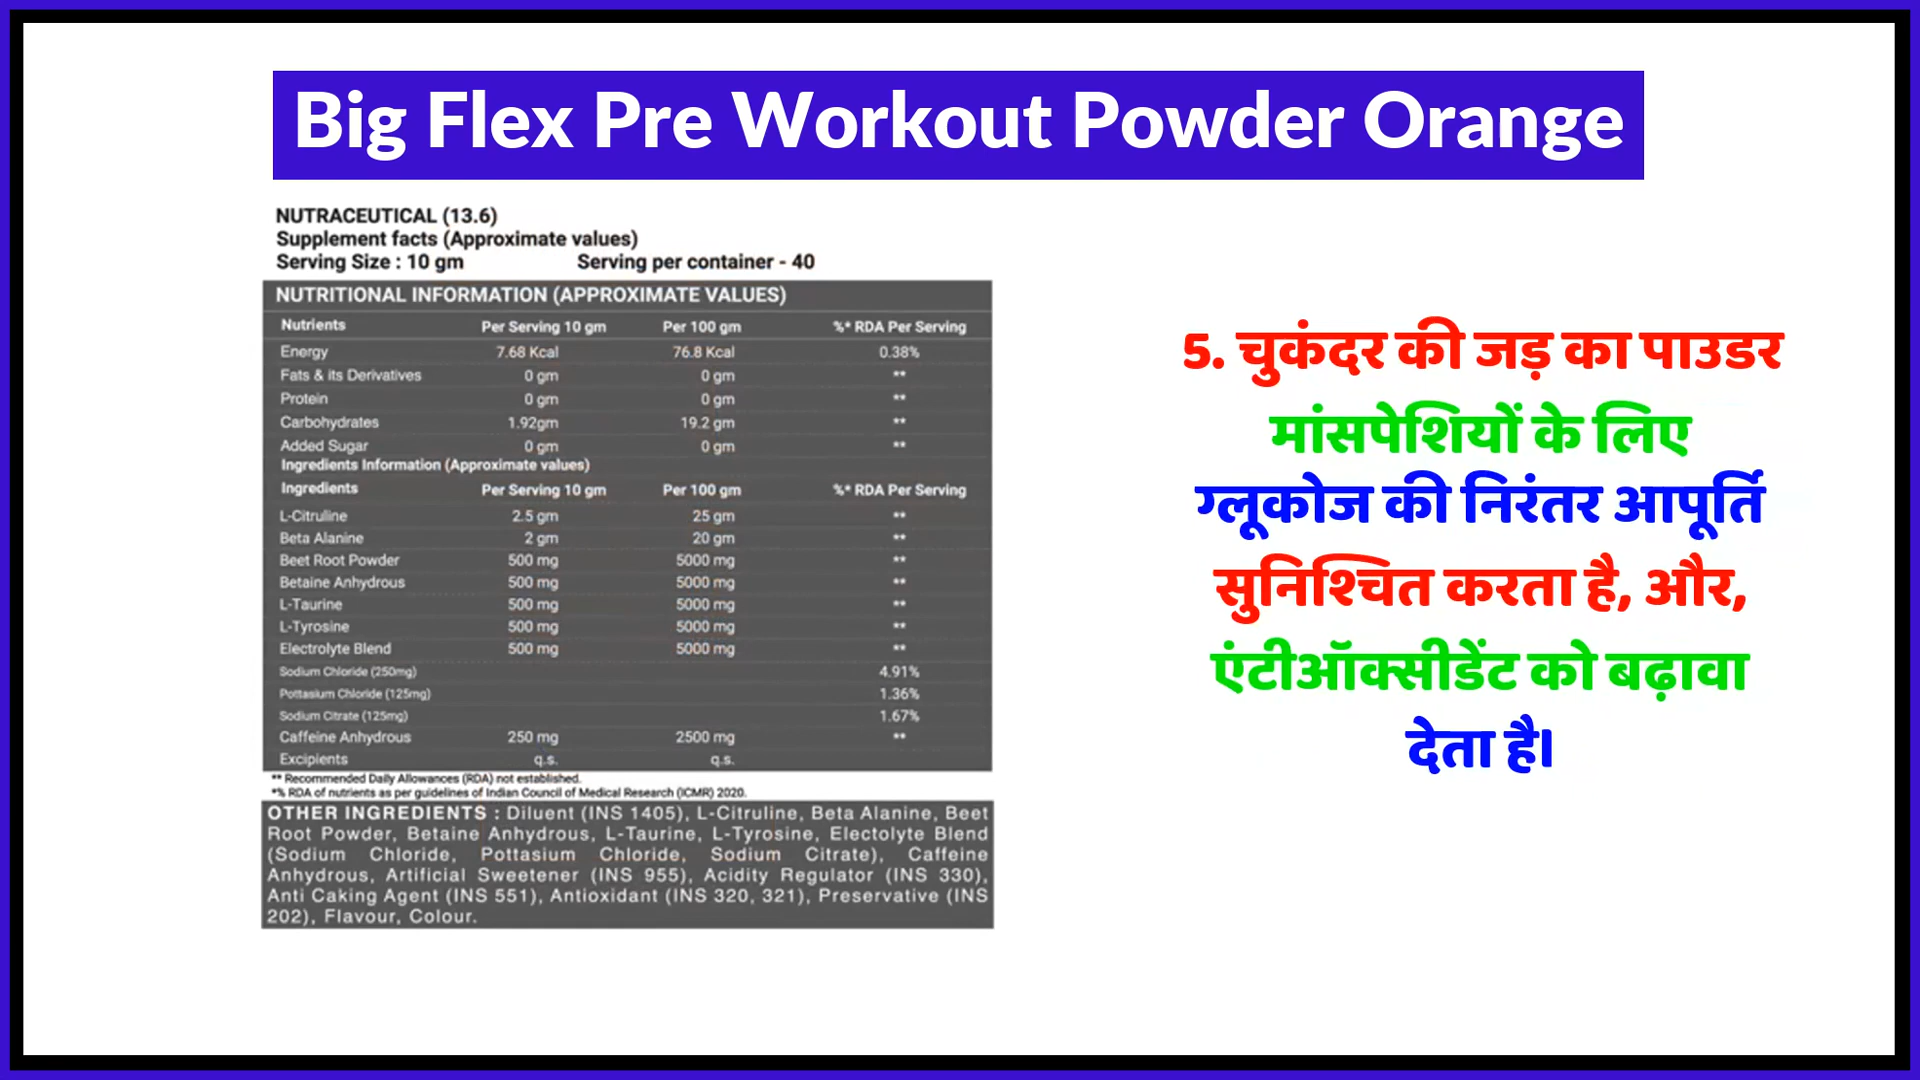 Big Flex Pre Workout Powder Orange
NUTRACEUTICAL (13.6)
Supplement facts (Approximate values)
Serving Size : 10 gm Serving per container - 40
NUTRITIONAL INFORMATION (APPROXIMATE VALUES)
Nutrients Per Serving 10 gm Per 100 gm %* RDA Per Serving
Energy 7.68 Kcal 76.8 Kcal 0.38%
Fats & its Derivatives 0 gm 0 gm **
Protein 0 gm 0 gm **
Carbohydrates 1.92gm 19.2 gm **
Added Sugar 0 gm 0 gm **
Ingredients Information (Approximate values)
Ingredients Per Serving 10 gm Per 100 gm %* RDA Per Serving
L-Citruline 2.5 gm 25 gm **
Beta Alanine 2 gm 20 gm **
Beet Root Powder 500 mg 5000 mg **
Betaine Anhydrous 500 mg 5000 mg **
L-Taurine 500 mg 5000 mg **
L-Tyrosine 500 mg 5000 mg **
Electrolyte Blend 500 mg 5000 mg **
Sodium Chloride (250mg) 4.91%
Pottasium Chloride (125mg) 1.36%
Sodium Citrate (125mg) 1.67%
Caffeine Anhydrous 250 mg 2500 mg **
Excipients q.s. q.s.
** Recommended Daily Allowances (RDA) not established.
*% RDA of nutrients as per guidelines of Indian Council of Medical Research (ICMR) 2020.
OTHER INGREDIENTS : Diluent (INS 1405), L-Citruline, Beta Alanine, Beet
Root Powder, Betaine Anhydrous, L-Taurine, L-Tyrosine, Electolyte Blend
(Sodium Chloride, Pottasium Chloride, Sodium Citrate), Caffeine
Anhydrous, Artificial Sweetener (INS 955), Acidity Regulator (INS 330),
Anti Caking Agent (INS 551), Antioxidant (INS 320, 321), Preservative (INS
202), Flavour, Colour.
5. चुकंदर की जड़ का पाउडर
मांसपेशियों के लिए
ग्लूकोज की निरंतर आपूर्ति
सुनिश्चित करता है, और,
एंटीऑक्सीडेंट को बढ़ावा
देता है।